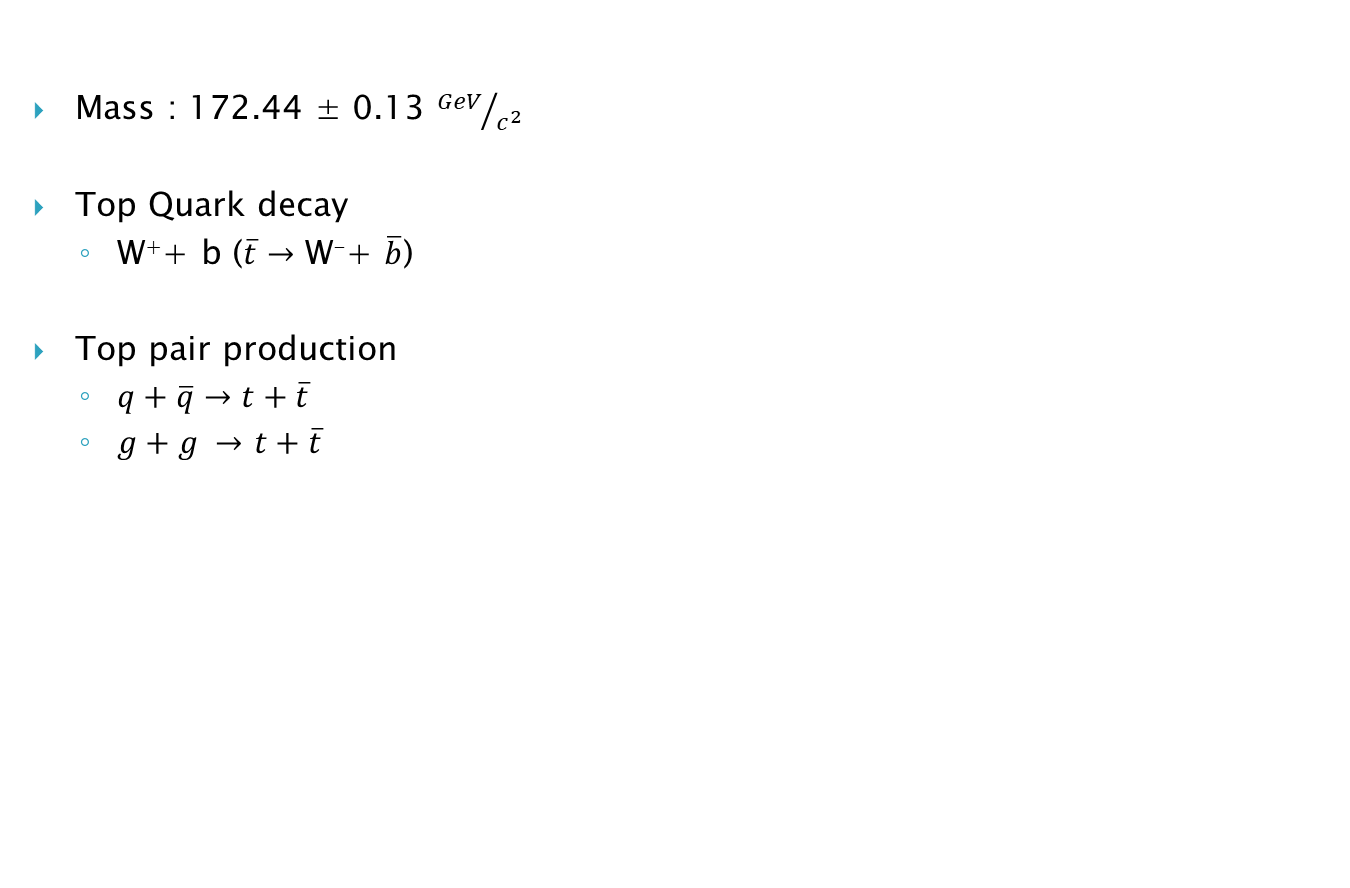 Mass : 172.44 ± 0.13 GeV/c²
Top Quark decay
W⁺+ b (t̄ → W⁻+ b̄)
Top pair production
q + q̄ → t + t̄
g + g → t + t̄